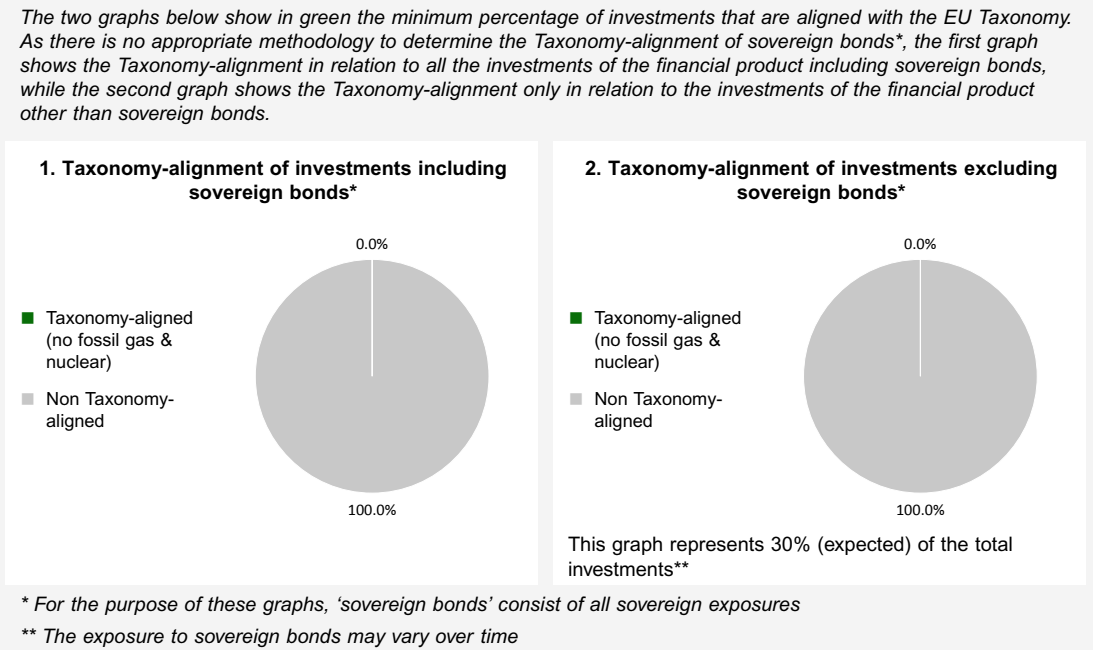 The two graphs below show in green the minimum percentage of investments that are aligned with the EU Taxonomy.
As there is no appropriate methodology to determine the Taxonomy-alignment of sovereign bonds*, the first graph
shows the Taxonomy-alignment in relation to all the investments of the financial product including sovereign bonds,
while the second graph shows the Taxonomy-alignment only in relation to the investments of the financial product
other than sovereign bonds.
1. Taxonomy-alignment of investments including
sovereign bonds*
0.0%
Taxonomy-aligned
(no fossil gas &
nuclear)
Non Taxonomy-
aligned
100.0%
2. Taxonomy-alignment of investments excluding
sovereign bonds*
0.0%
Taxonomy-aligned
(no fossil gas &
nuclear)
Non Taxonomy-
aligned
100.0%
This graph represents 30% (expected) of the total
investments**
* For the purpose of these graphs, ‘sovereign bonds’ consist of all sovereign exposures
** The exposure to sovereign bonds may vary over time